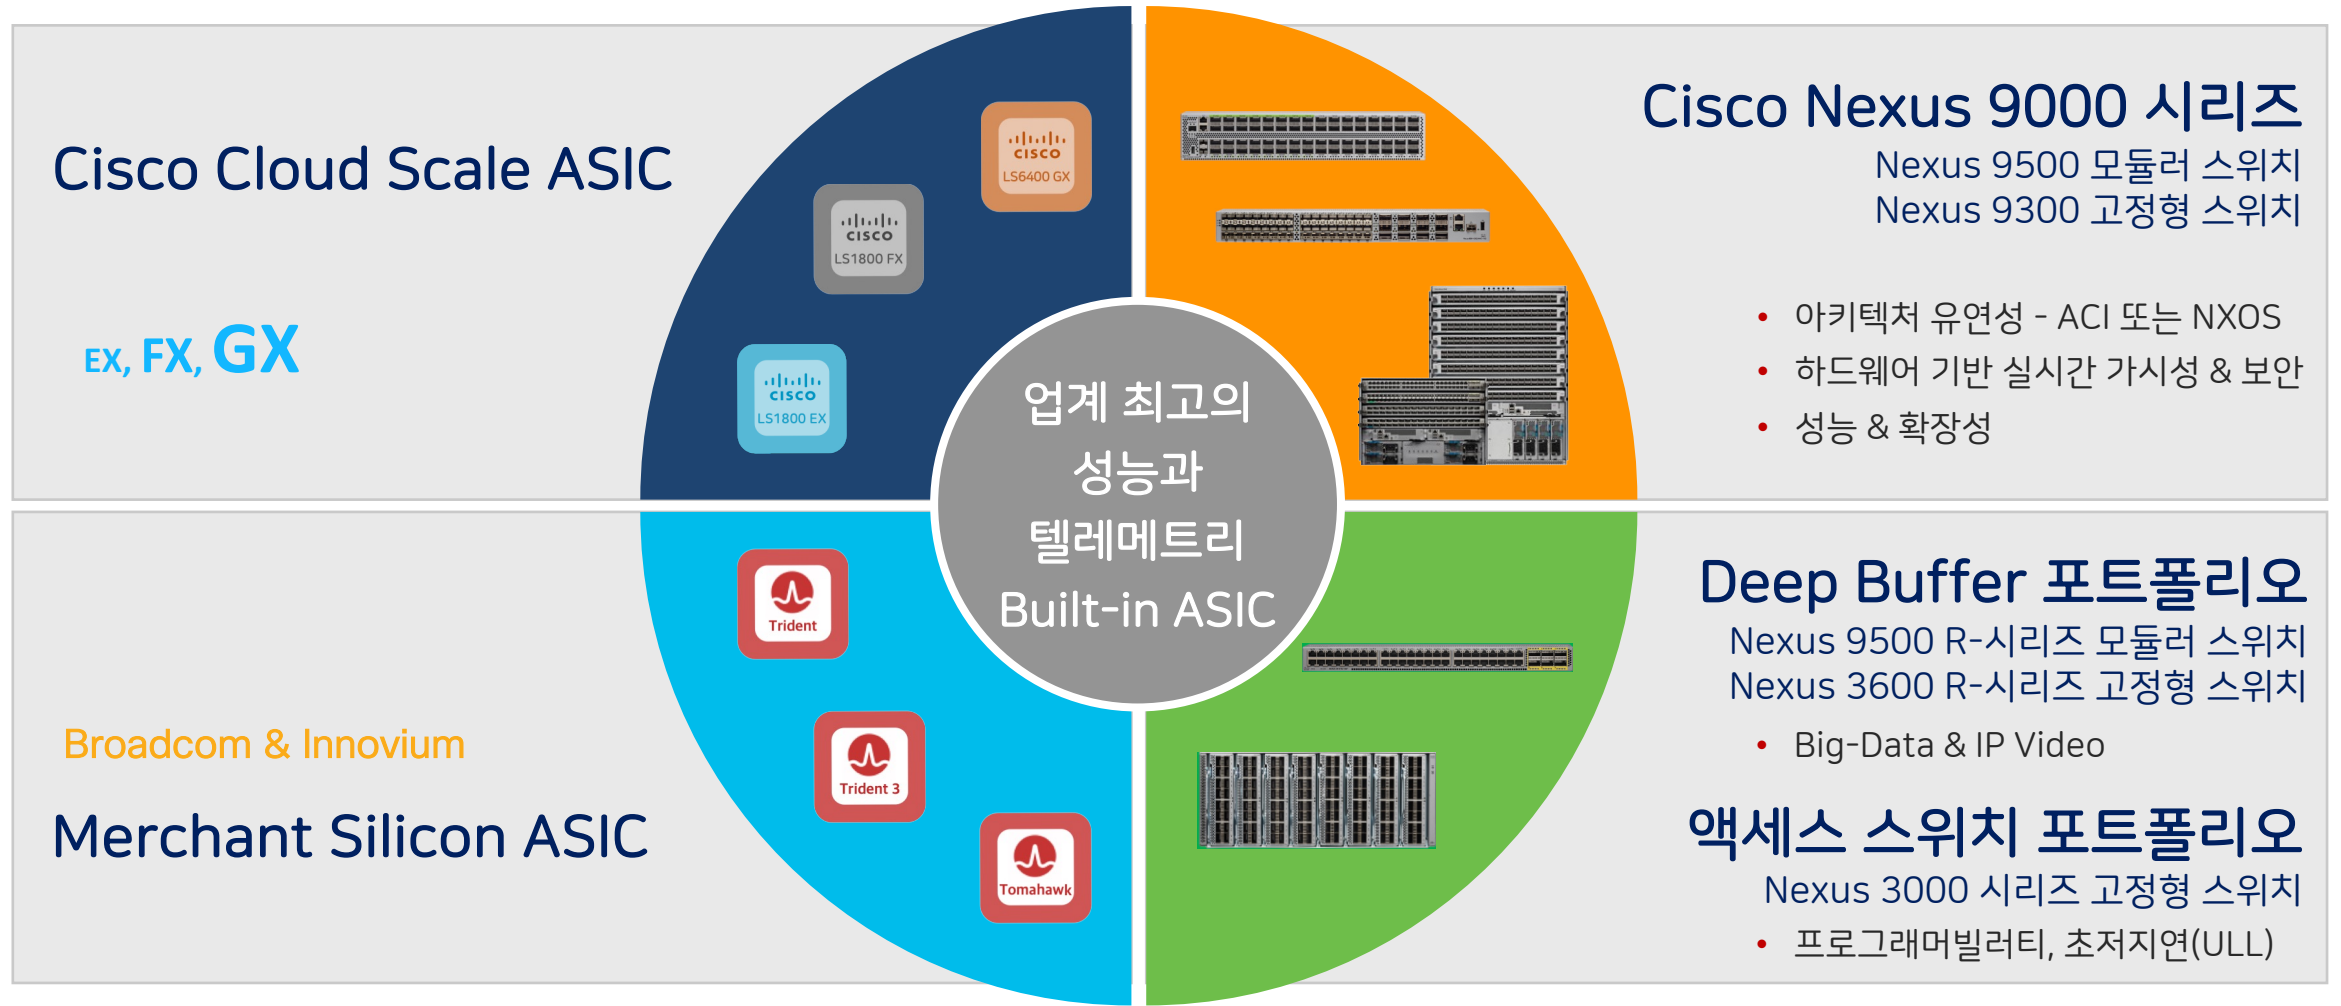 Cisco Cloud Scale ASIC
EX, FX, GX
CISCO
LS6400 GX
CISCO
LS1800 FX
CISCO
LS1800 EX
Cisco Nexus 9000 시리즈
Nexus 9500 모듈러 스위치
Nexus 9300 고정형 스위치
• 아키텍처 유연성 - ACI 또는 NXOS
• 하드웨어 기반 실시간 가시성 & 보안
• 성능 & 확장성
업계 최고의
성능과
텔레메트리
Built-in ASIC
Broadcom & Innovium
Merchant Silicon ASIC
Trident
Trident 3
Tomahawk
Deep Buffer 포트폴리오
Nexus 9500 R-시리즈 모듈러 스위치
Nexus 3600 R-시리즈 고정형 스위치
• Big-Data & IP Video
액세스 스위치 포트폴리오
Nexus 3000 시리즈 고정형 스위치
• 프로그래머빌러티, 초저지연(ULL)